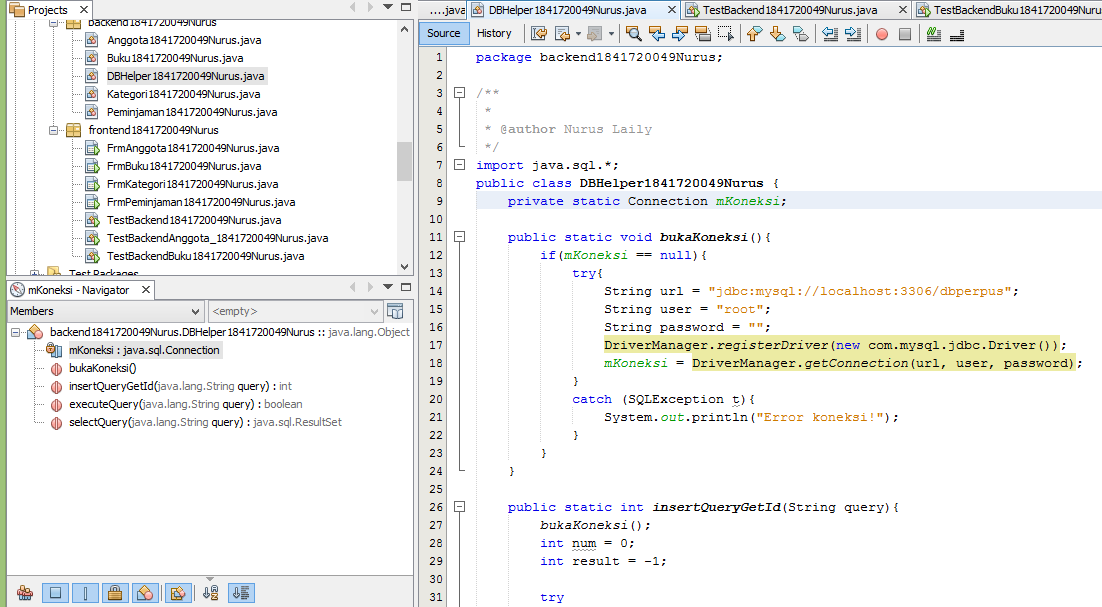 Projects
backend1841720049Nurus
Anggota1841720049Nurus.java
Buku1841720049Nurus.java
DBHelper1841720049Nurus.java
Kategori1841720049Nurus.java
Peminjaman1841720049Nurus.java
frontend1841720049Nurus
FrmAnggota1841720049Nurus.java
FrmBuku1841720049Nurus.java
FrmKategori1841720049Nurus.java
FrmPeminjaman1841720049Nurus.java
TestBackend1841720049Nurus.java
TestBackendAnggota_1841720049Nurus.java
TestBackendBuku1841720049Nurus.java
Test Packages
mKoneksi - Navigator
Members <empty>
backend1841720049Nurus.DBHelper1841720049Nurus :: java.lang.Object
mKoneksi : java.sql.Connection
bukaKoneksi()
insertQueryGetId(java.lang.String query) : int
executeQuery(java.lang.String query) : boolean
selectQuery(java.lang.String query) : java.sql.ResultSet
....java DBHelper1841720049Nurus.java TestBackend1841720049Nurus.java TestBackendBuku1841720049Nuru
Source History
1 package backend1841720049Nurus;
2
3 /**
4 *
5 * @author Nurus Laily
6 */
7 import java.sql.*;
8 public class DBHelper1841720049Nurus {
9 private static Connection mKoneksi;
10
11 public static void bukaKoneksi(){
12 if(mKoneksi == null){
13 try{
14 String url = "jdbc:mysql://localhost:3306/dbperpus";
15 String user = "root";
16 String password = "";
17 DriverManager.registerDriver(new com.mysql.jdbc.Driver());
18 mKoneksi = DriverManager.getConnection(url, user, password);
19 }
20 catch (SQLException t){
21 System.out.println("Error koneksi!");
22 }
23 }
24 }
25
26 public static int insertQueryGetId(String query){
27 bukaKoneksi();
28 int num = 0;
29 int result = -1;
30
31 try